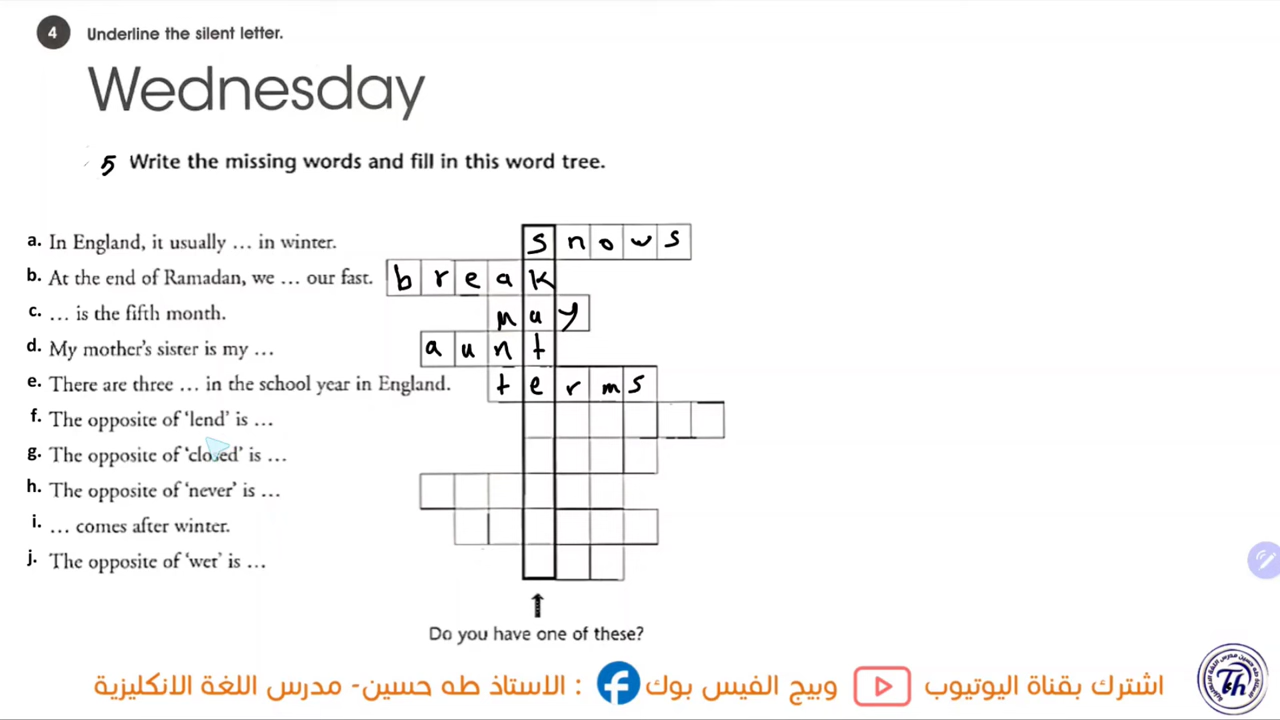 4 Underline the silent letter.
Wednesday
5 Write the missing words and fill in this word tree.
a. In England, it usually … in winter. snows
b. At the end of Ramadan, we … our fast. break
c. … is the fifth month. may
d. My mother's sister is my … aunt
e. There are three … in the school year in England. terms
f. The opposite of 'lend' is …
g. The opposite of 'closed' is …
h. The opposite of 'never' is …
i. … comes after winter.
j. The opposite of 'wet' is …
Do you have one of these?
اشترك بقناة اليوتيوب وبيج الفيس بوك : الاستاذ طه حسين- مدرس اللغة الانكليزية
Th